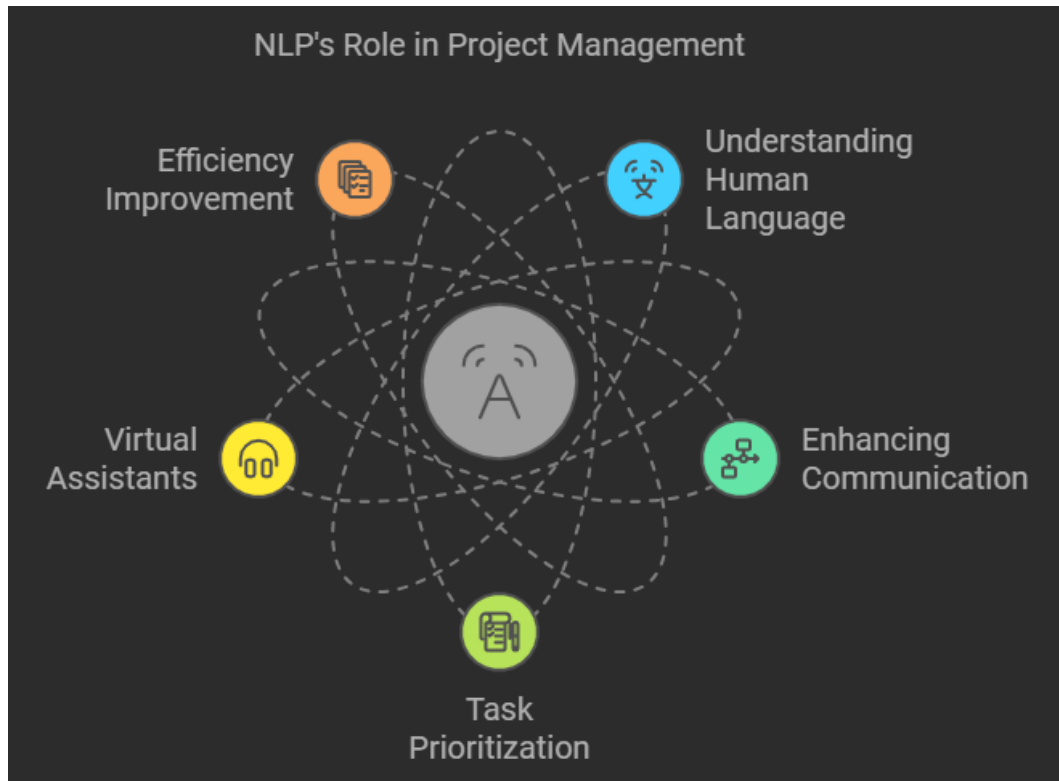 NLP's Role in Project Management
Efficiency
Improvement
Understanding
Human
Language
Virtual
Assistants
Enhancing
Communication
Task
Prioritization